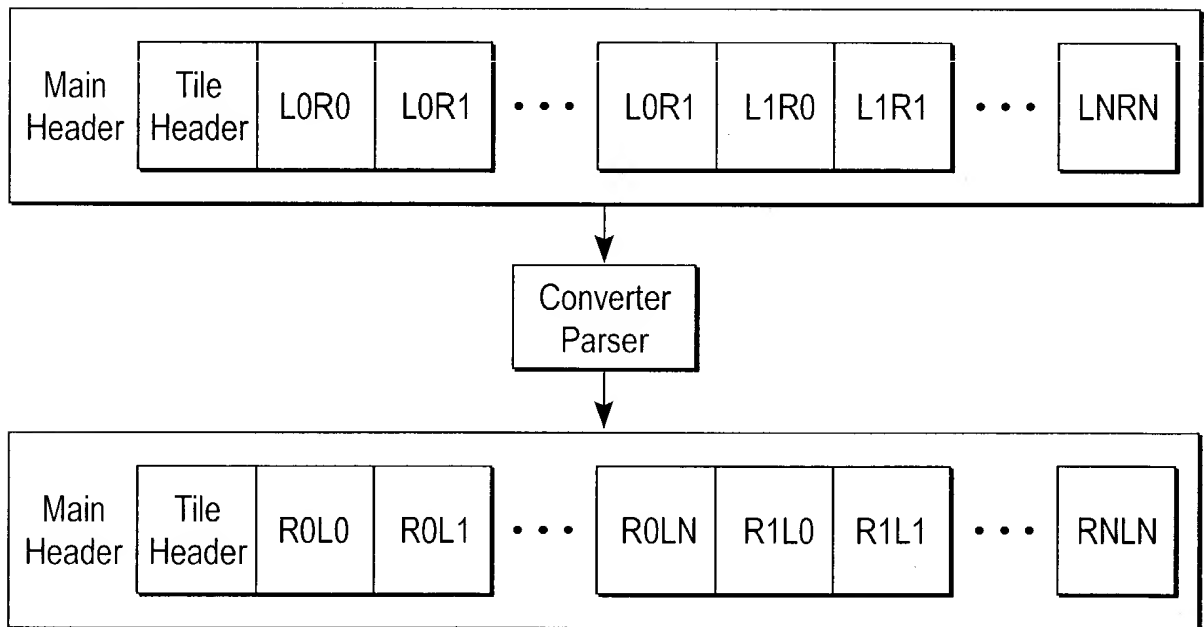 Main Header
Tile Header
L0R0
L0R1
L0R1
L1R0
L1R1
LNRN
Converter
Parser
Main Header
Tile Header
R0L0
R0L1
R0LN
R1L0
R1L1
RNLN